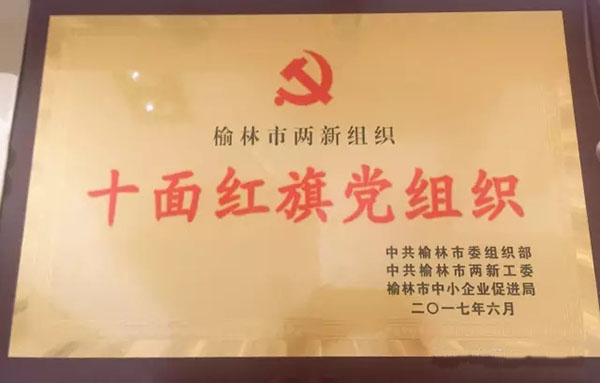 榆林市两新组织
十面红旗党组织
中共榆林市委组织部
中共榆林市两新工委
榆林市中小企业促进局
二〇一七年六月